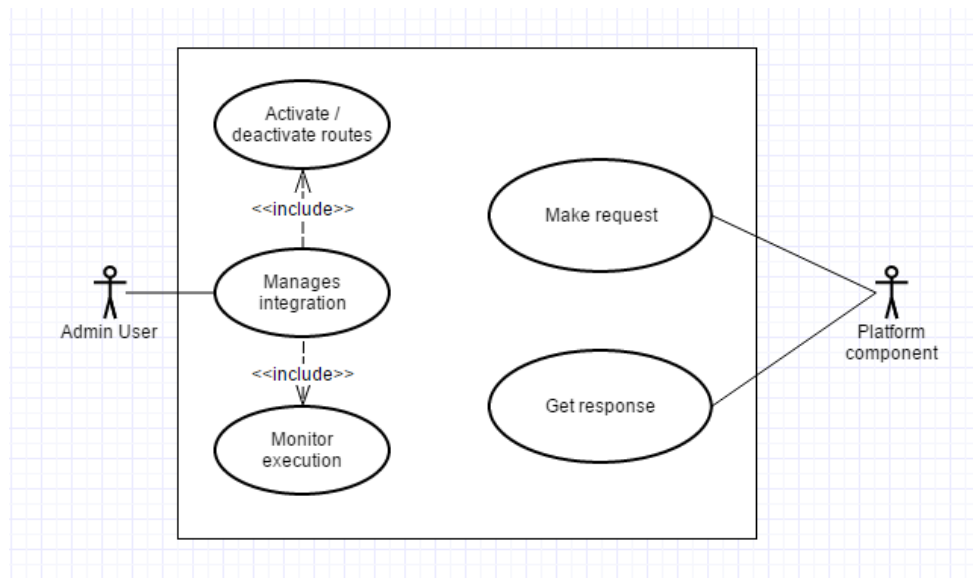 Activate /
deactivate routes
<<include>>
Make request
Manages
integration
Admin User
Platform
component
<<include>>
Get response
Monitor
execution